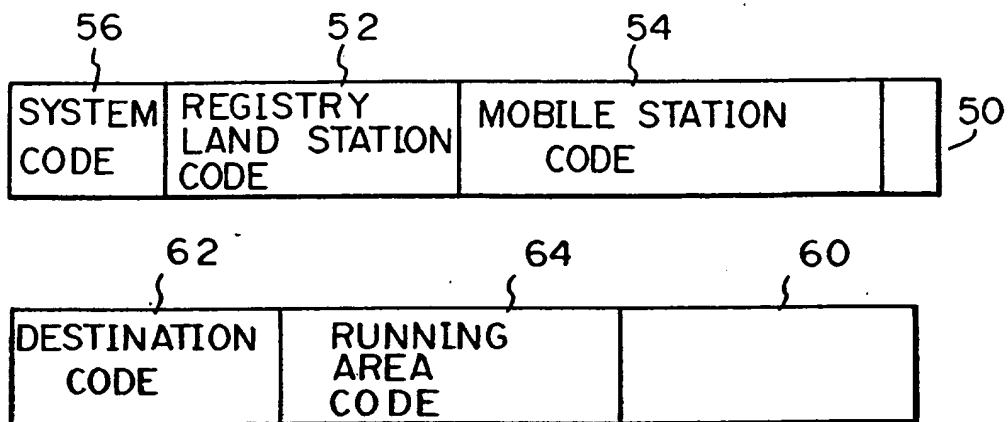 56 52 54
SYSTEM CODE
REGISTRY LAND STATION CODE
MOBILE STATION CODE
50
62 64 60
DESTINATION CODE
RUNNING AREA CODE